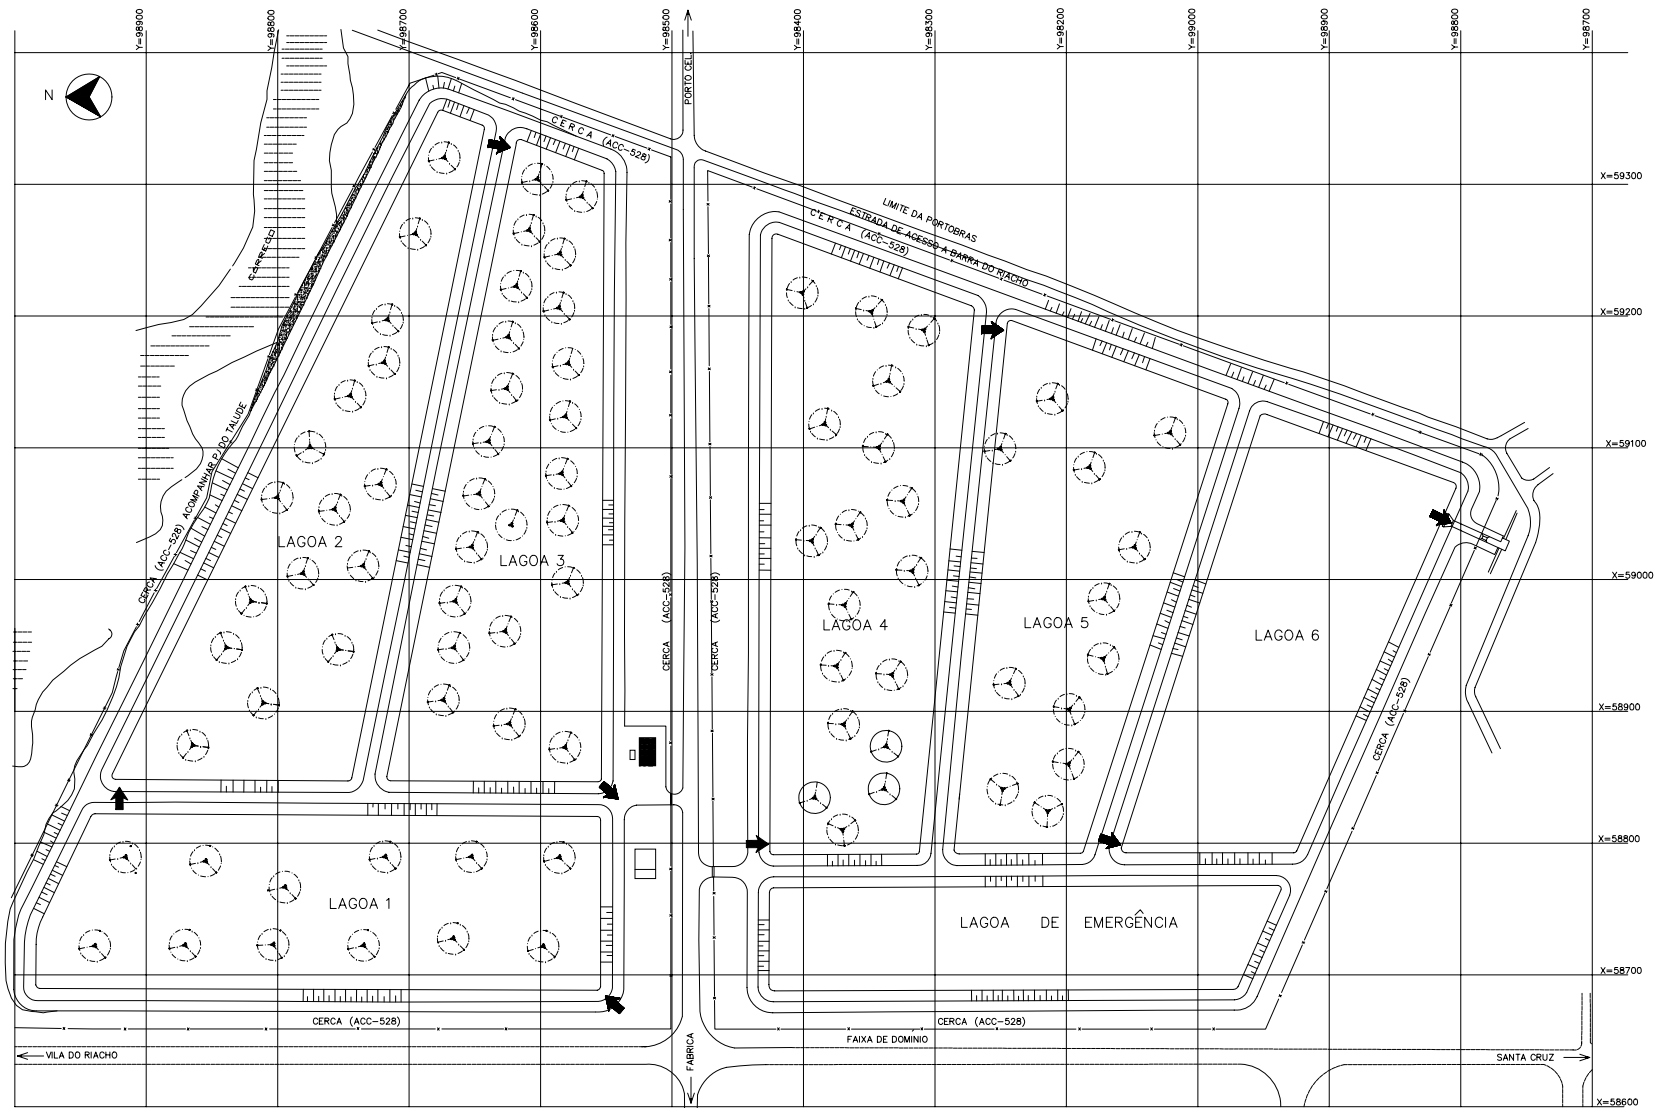 Y=98900
Y=98800
Y=98700
Y=98600
Y=98500
Y=98400
Y=98300
Y=98200
Y=99000
Y=98900
Y=98800
Y=98700
PORTO CEL.
N
CERCA (ACC-528)
X=59300
LIMITE DA PORTOBRAS
ESTRADA DE ACESSO A BARRA DO RIACHO
CERCA (ACC-528)
CÓRREGO
X=59200
X=59100
CERCA (ACC-528) ACOMPANHAR P/ DO TALUDE
LAGOA 2
LAGOA 3
X=59000
CERCA (ACC-528)
CERCA (ACC-528)
LAGOA 4
LAGOA 5
LAGOA 6
X=58900
CERCA (ACC-528)
X=58800
LAGOA 1
LAGOA DE EMERGÊNCIA
X=58700
CERCA (ACC-528)
CERCA (ACC-528)
FAIXA DE DOMÍNIO
VILA DO RIACHO
FABRICA
SANTA CRUZ
X=58600